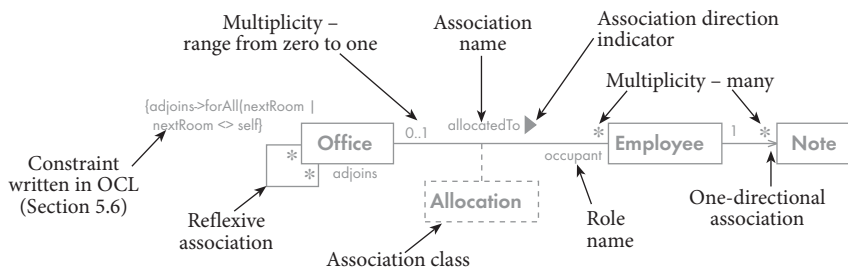 Multiplicity –
range from zero to one
Association
name
Association direction
indicator
Multiplicity – many
{adjoins->forAll(nextRoom |
nextRoom <> self}
Office
0..1
allocatedTo
*
Employee
1
*
Note
*
*
adjoins
occupant
Constraint
written in OCL
(Section 5.6)
Reflexive
association
Allocation
Association class
Role
name
One-directional
association